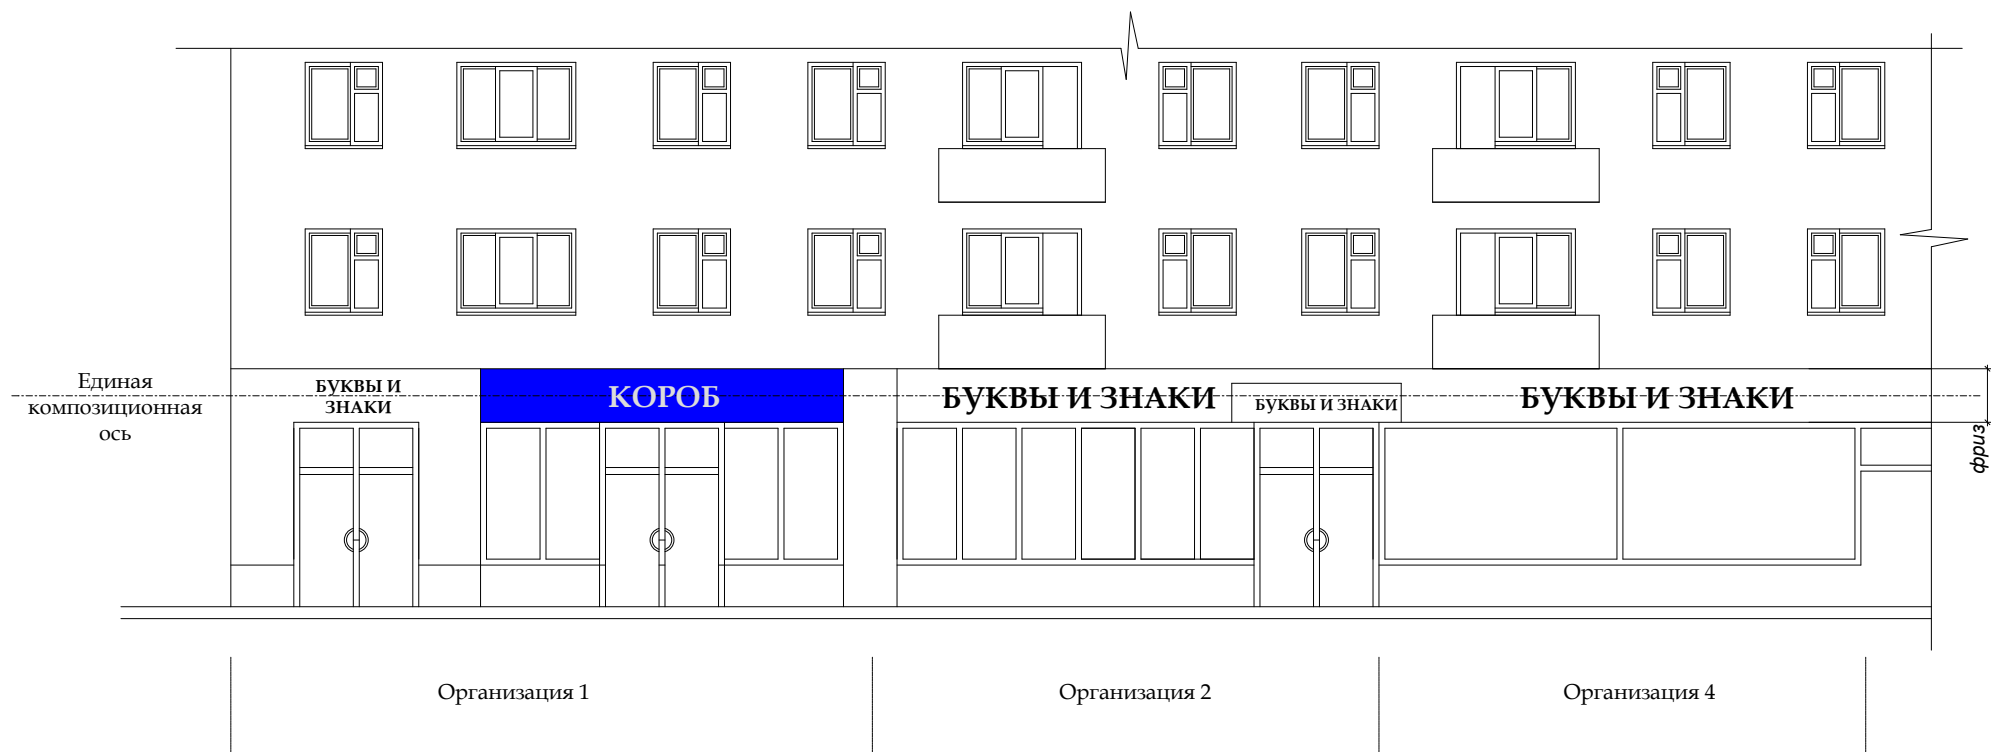 Единая
композиционная
ось
БУКВЫ И
ЗНАКИ
КОРОБ
БУКВЫ И ЗНАКИ
БУКВЫ И ЗНАКИ
БУКВЫ И ЗНАКИ
фриз
Организация 1
Организация 2
Организация 4